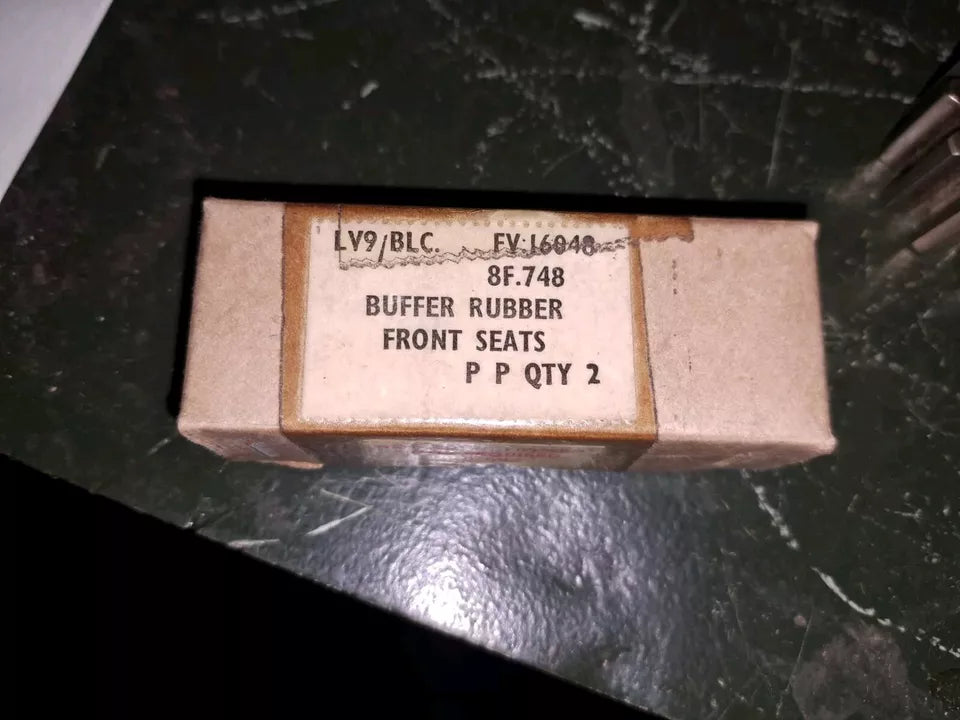 LV9/BLC. FV.16048
8F.748
BUFFER RUBBER
FRONT SEATS
P P QTY 2